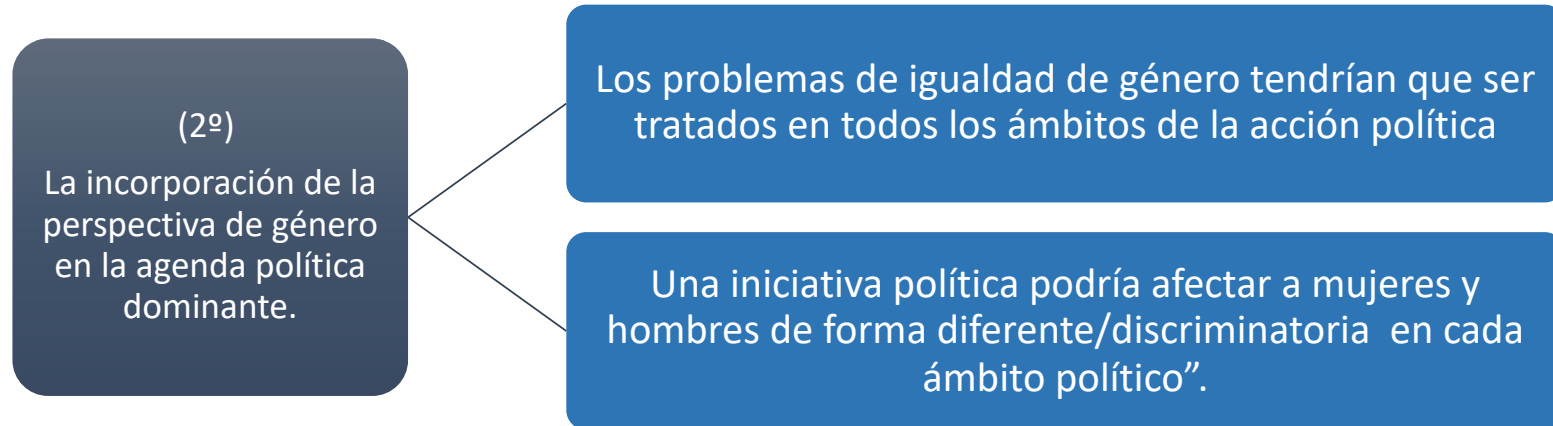 (2º)
La incorporación de la
perspectiva de género
en la agenda política
dominante.
Los problemas de igualdad de género tendrían que ser
tratados en todos los ámbitos de la acción política
Una iniciativa política podría afectar a mujeres y
hombres de forma diferente/discriminatoria  en cada
ámbito político”.